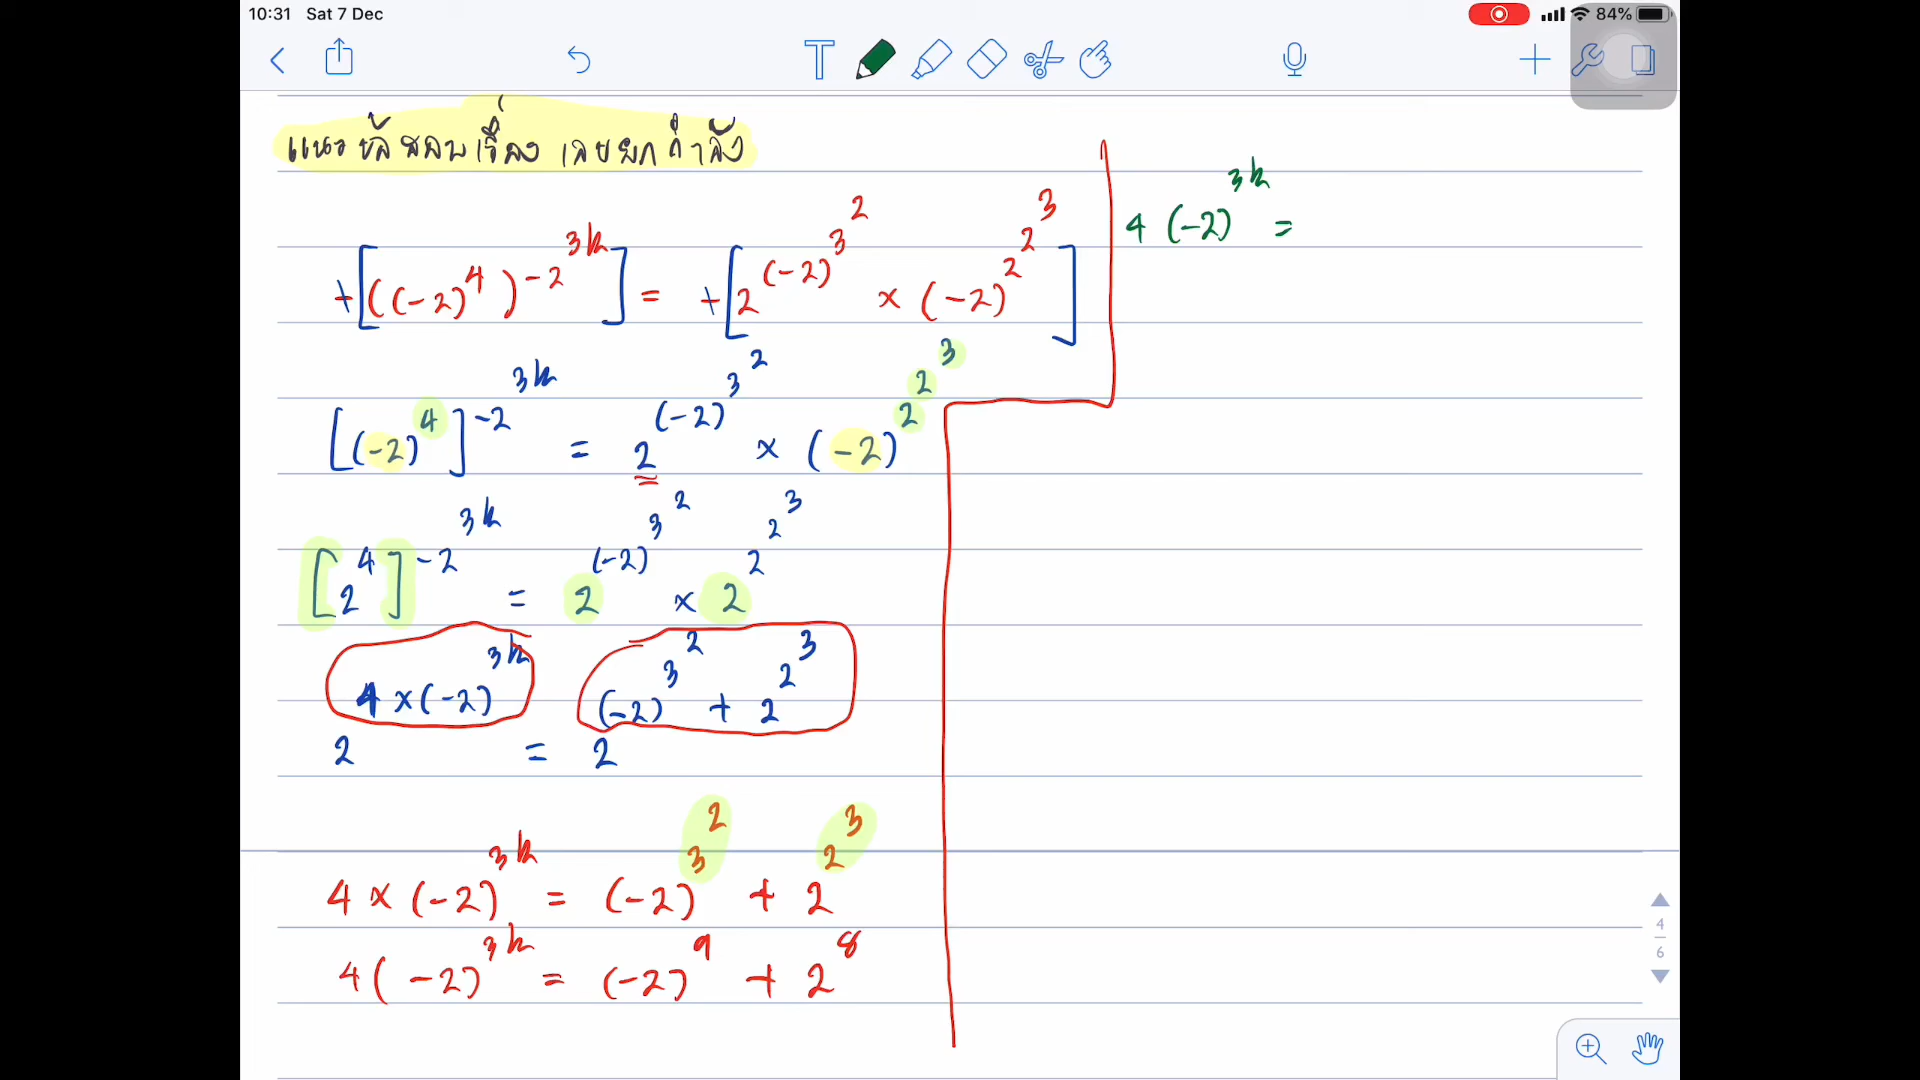 10:31 Sat 7 Dec
84%
แนวข้อสอบเรื่อง เลขยกกำลัง
+[((-2)^4)^{-2^{3k}}] = +[2^{(-2)^{3^2}} × (-2)^{2^{2^3}}]
[(-2)^4]^{-2^{3k}} = 2^{(-2)^{3^2}} × (-2)^{2^{2^3}}
[2^4]^{-2^{3k}} = 2^{(-2)^{3^2}} × 2^{2^{2^3}}
2^{4×(-2)^{3k}} = 2^{(-2)^{3^2} + 2^{2^3}}
4 × (-2)^{3k} = (-2)^{3^2} + 2^{2^3}
4(-2)^{3k} = (-2)^9 + 2^8
4(-2)^{3k} =
4
6